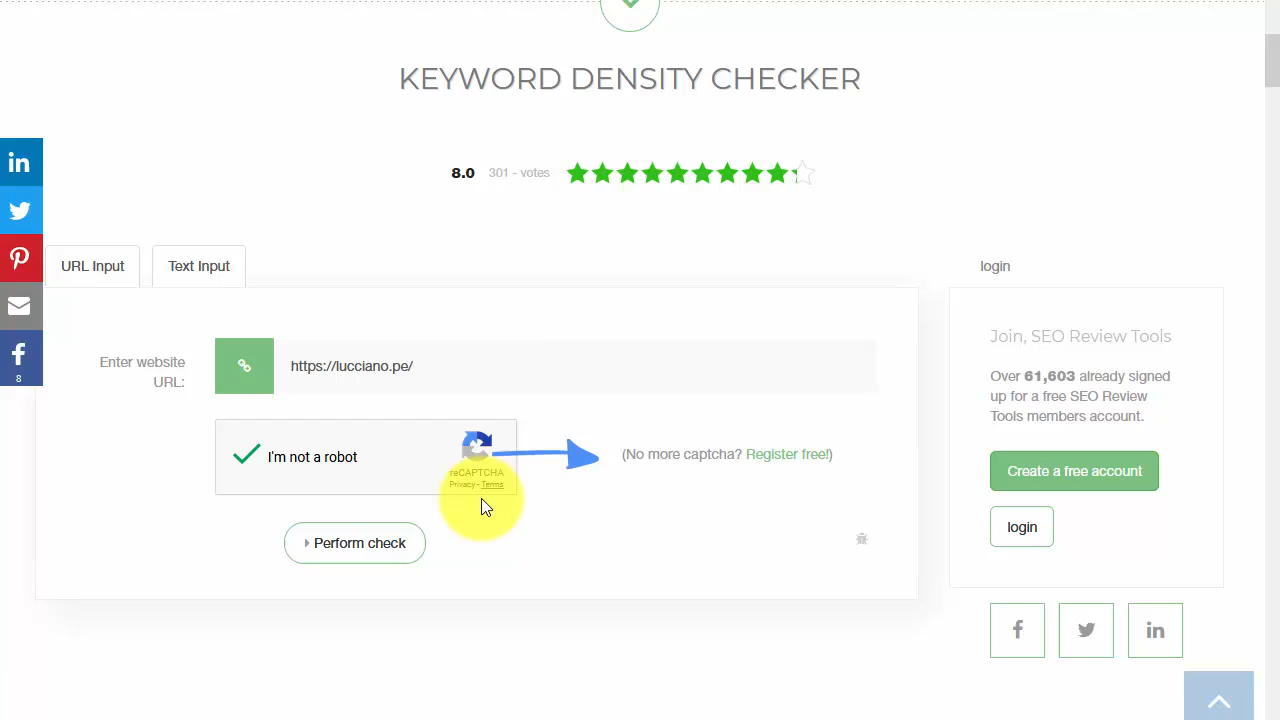 KEYWORD DENSITY CHECKER
8.0 301 - votes
URL Input Text Input
Enter website
URL:
https://lucciano.pe/
I'm not a robot
reCAPTCHA
Privacy - Terms
(No more captcha? Register free!)
Perform check
login
Join, SEO Review Tools
Over 61,603 already signed
up for a free SEO Review
Tools members account.
Create a free account
login
8